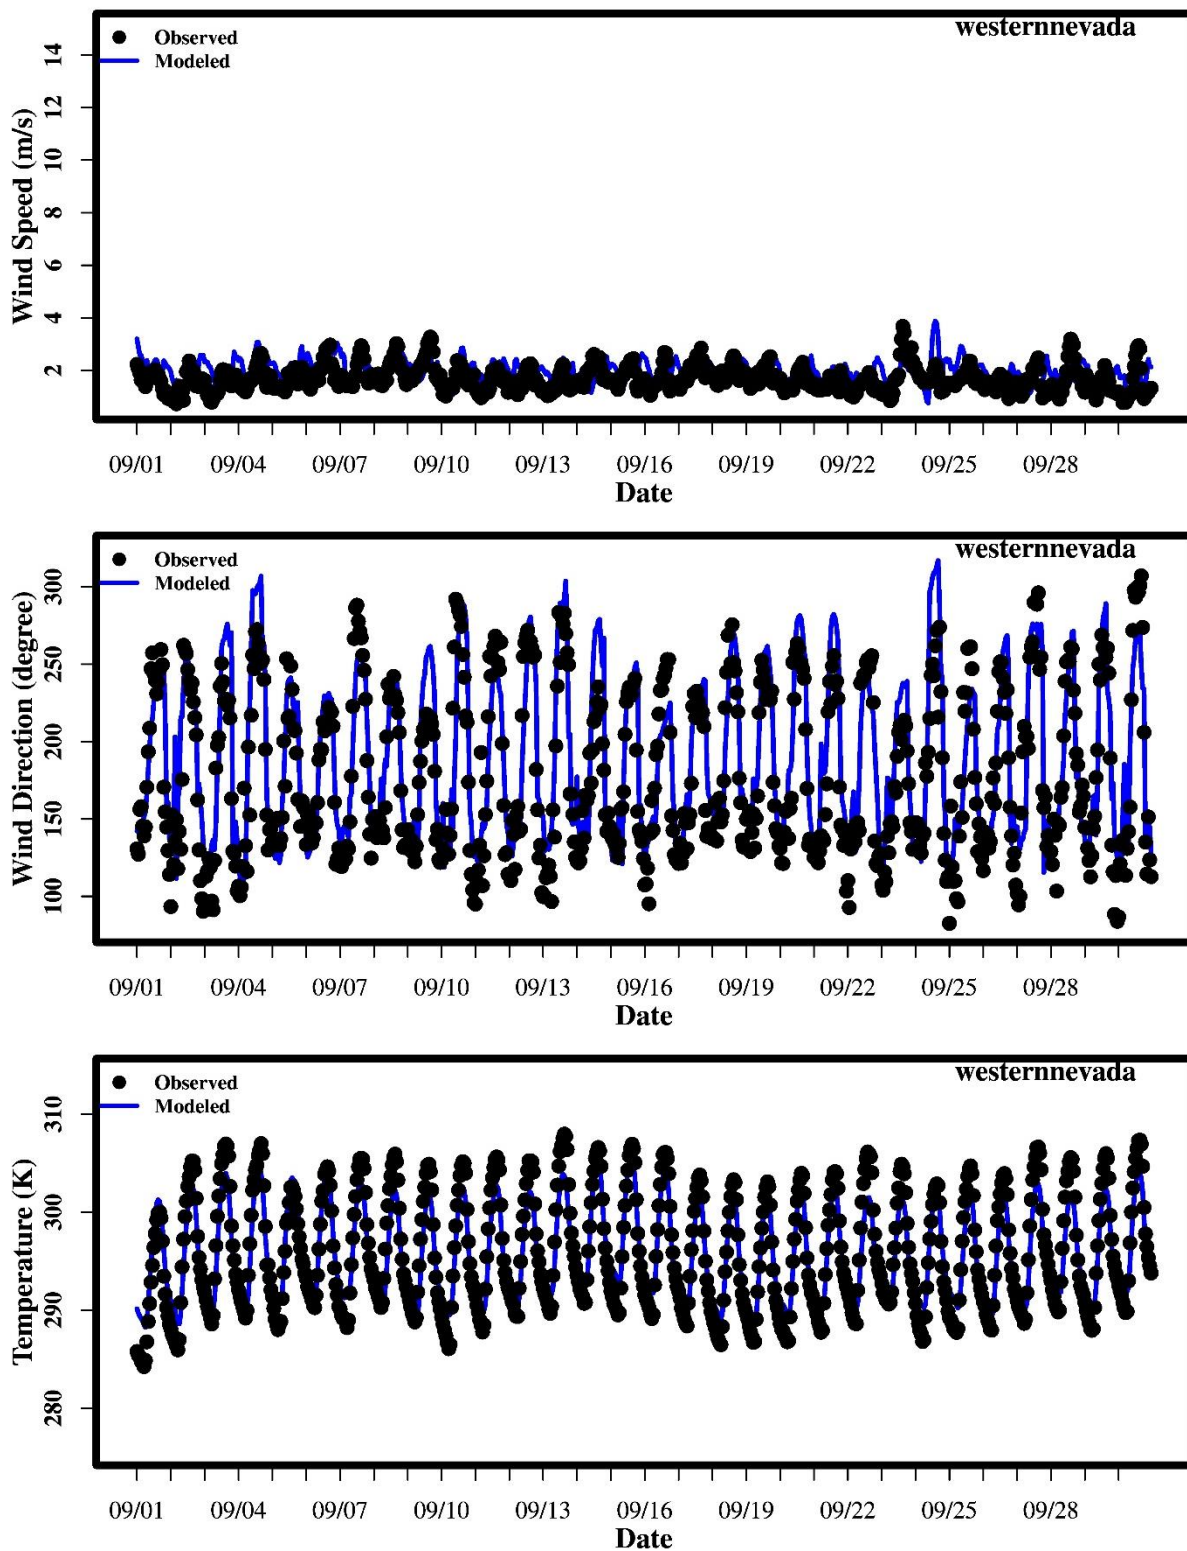 westernnevada
Observed
Modeled
Wind Speed (m/s)
14
12
10
8
6
4
2
09/01 09/04 09/07 09/10 09/13 09/16 09/19 09/22 09/25 09/28
Date
westernnevada
Observed
Modeled
Wind Direction (degree)
300
250
200
150
100
09/01 09/04 09/07 09/10 09/13 09/16 09/19 09/22 09/25 09/28
Date
westernnevada
Observed
Modeled
Temperature (K)
310
300
290
280
09/01 09/04 09/07 09/10 09/13 09/16 09/19 09/22 09/25 09/28
Date